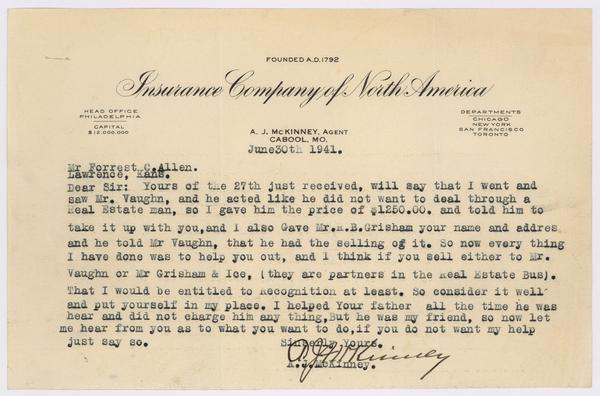 FOUNDED A.D. 1792
Insurance Company of North America
HEAD OFFICE
PHILADELPHIA
CAPITAL
$12,000,000
DEPARTMENTS
CHICAGO
NEW YORK
SAN FRANCISCO
TORONTO
A. J. McKINNEY, AGENT
CABOOL, MO.
June30th 1941.
Mr Forrest C.Allen.
Lawrence, Kans.
Dear Sir: Yours of the 27th just received, will say that I went and
saw Mr. Vaughn, and he acted like he did not want to deal through a
Real Estate man, so I gave him the price of $1250.00. and told him to
take it up with you,and I also Gave Mr.R.B.Grisham your name and addres
and he told Mr Vaughn, that he had the selling of it. So now every thing
I have done was to help you out, and I think if you sell either to Mr.
Vaughn or Mr Grisham & Ice, (they are partners in the Real Estate Bus).
That I would be entitled to Recognition at least. So consider it well
and put yourself in my place. I helped Your father all the time he was
hear and did not charge him any thing,But he was my friend, so now let
me hear from you as to what you want to do,if you do not want my help
just say so.
Sincerly Yours.
A.J.McKinney
A.J.McKinney.